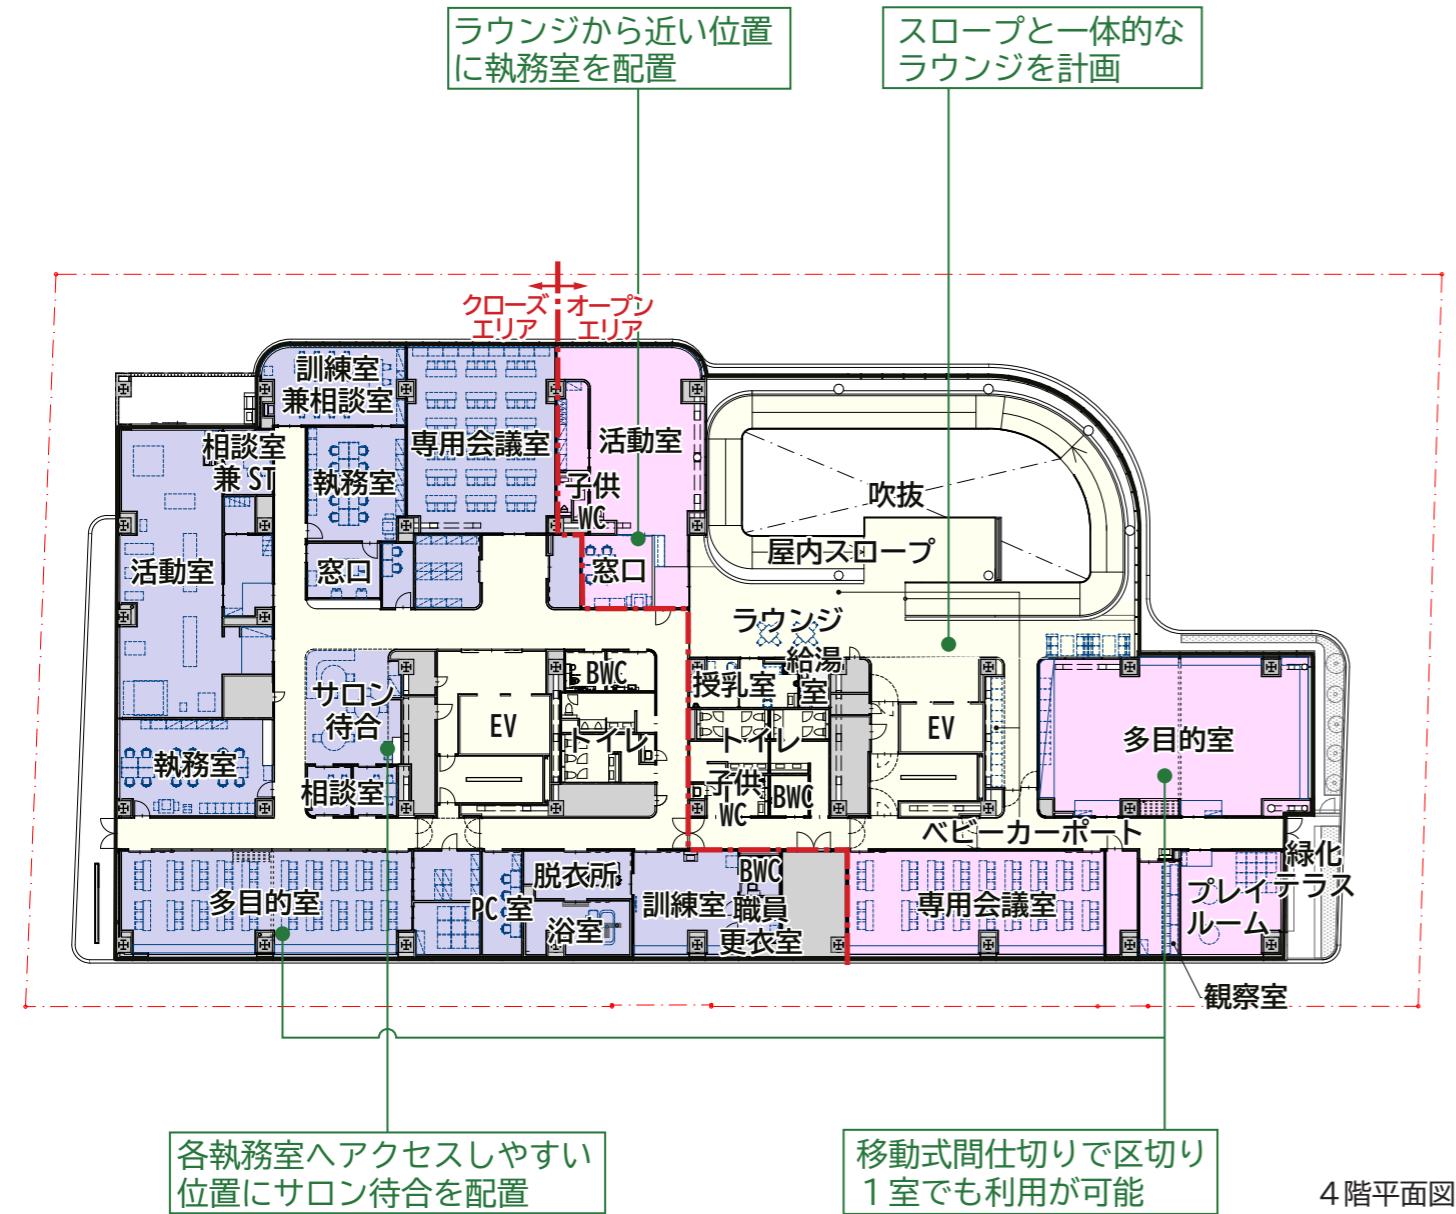 ラウンジから近い位置
に執務室を配置
スロープと一体的な
ラウンジを計画
クローズ
エリア
オープン
エリア
訓練室
兼相談室
専用会議室
活動室
相談室
兼 ST
執務室
子供
WC
吹抜
屋内スロープ
活動室
窓口
窓口
ラウンジ
サロン
待合
BWC
授乳室
給湯
室
EV
トイレ
トイレ
EV
多目的室
執務室
相談室
子供
WC
BWC
ベビーカーポート
緑化
テラス
多目的室
PC 室
脱衣所
浴室
訓練室
BWC
職員
更衣室
専用会議室
プレイ
ルーム
観察室
各執務室へアクセスしやすい
位置にサロン待合を配置
移動式間仕切りで区切り
１室でも利用が可能
４階平面図